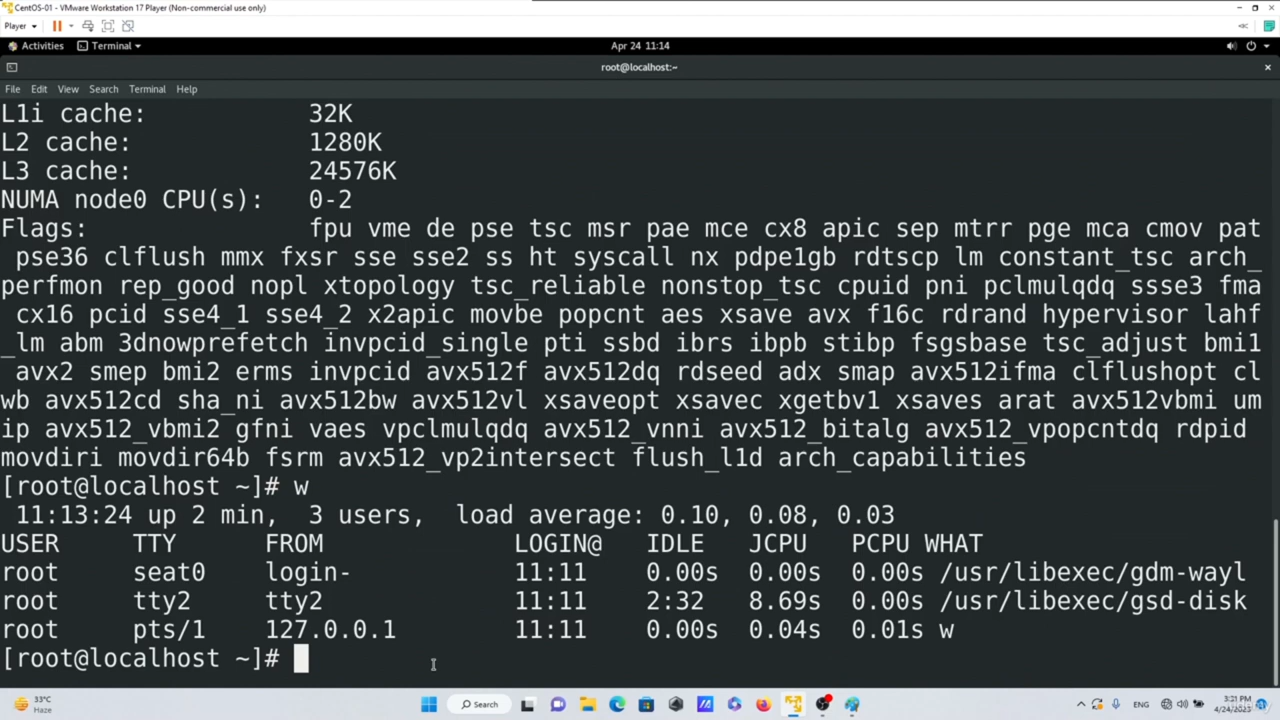 CentOS-01 - VMware Workstation 17 Player (Non-commercial use only)
Player
Activities Terminal Apr 24 11:14
root@localhost:~
File Edit View Search Terminal Help
L1i cache: 32K
L2 cache: 1280K
L3 cache: 24576K
NUMA node0 CPU(s): 0-2
Flags: fpu vme de pse tsc msr pae mce cx8 apic sep mtrr pge mca cmov pat
pse36 clflush mmx fxsr sse sse2 ss ht syscall nx pdpe1gb rdtscp lm constant_tsc arch_
perfmon rep_good nopl xtopology tsc_reliable nonstop_tsc cpuid pni pclmulqdq ssse3 fma
cx16 pcid sse4_1 sse4_2 x2apic movbe popcnt aes xsave avx f16c rdrand hypervisor lahf
_lm abm 3dnowprefetch invpcid_single pti ssbd ibrs ibpb stibp fsgsbase tsc_adjust bmi1
avx2 smep bmi2 erms invpcid avx512f avx512dq rdseed adx smap avx512ifma clflushopt cl
wb avx512cd sha_ni avx512bw avx512vl xsaveopt xsavec xgetbv1 xsaves arat avx512vbmi um
ip avx512_vbmi2 gfni vaes vpclmulqdq avx512_vnni avx512_bitalg avx512_vpopcntdq rdpid
movdiri movdir64b fsrm avx512_vp2intersect flush_l1d arch_capabilities
[root@localhost ~]# w
11:13:24 up 2 min, 3 users, load average: 0.10, 0.08, 0.03
USER TTY FROM LOGIN@ IDLE JCPU PCPU WHAT
root seat0 login- 11:11 0.00s 0.00s 0.00s /usr/libexec/gdm-wayl
root tty2 tty2 11:11 2:32 8.69s 0.00s /usr/libexec/gsd-disk
root pts/1 127.0.0.1 11:11 0.00s 0.04s 0.01s w
[root@localhost ~]#
33°C
Haze
Search
ENG
3:21 PM
4/24/2023